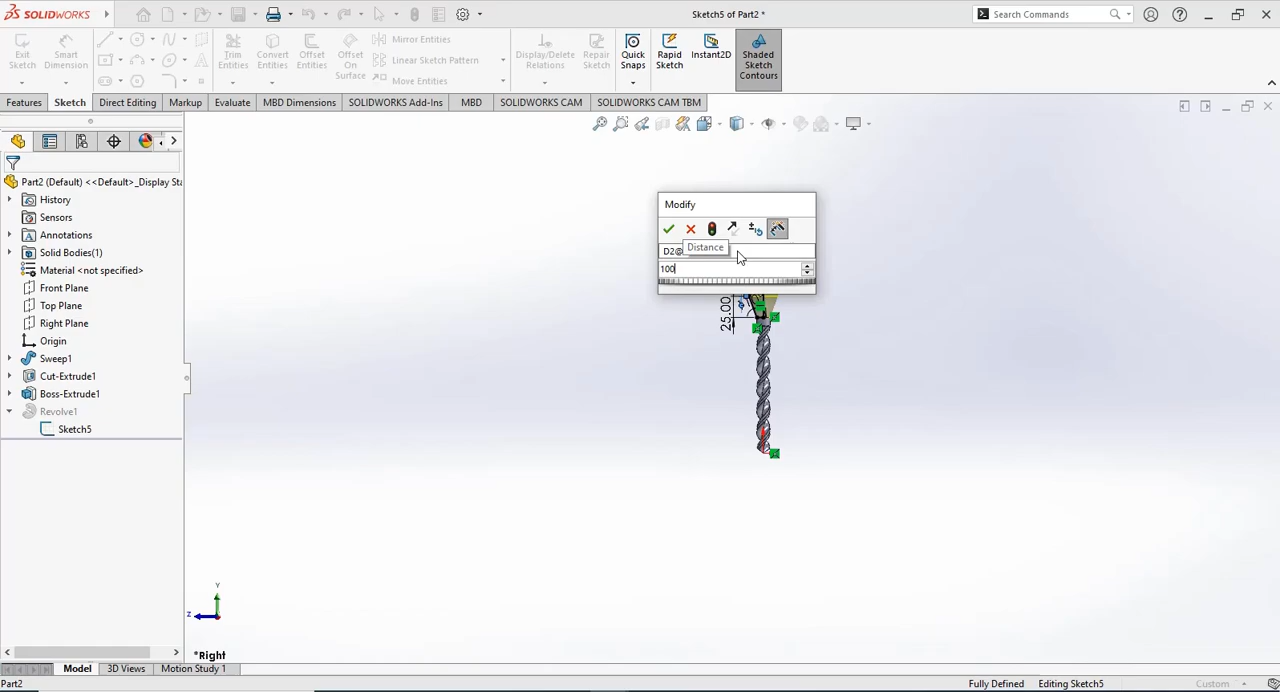 SOLIDWORKS
Sketch5 of Part2 *
Search Commands
Exit Sketch
Smart Dimension
Trim Entities
Convert Entities
Offset Entities
Offset On Surface
Mirror Entities
Linear Sketch Pattern
Move Entities
Display/Delete Relations
Repair Sketch
Quick Snaps
Rapid Sketch
Instant2D
Shaded Sketch Contours
Features Sketch Direct Editing Markup Evaluate MBD Dimensions SOLIDWORKS Add-Ins MBD SOLIDWORKS CAM SOLIDWORKS CAM TBM
Part2 (Default) <<Default>_Display Sta
History
Sensors
Annotations
Solid Bodies(1)
Material <not specified>
Front Plane
Top Plane
Right Plane
Origin
Sweep1
Cut-Extrude1
Boss-Extrude1
Revolve1
Sketch5
Modify
D2@
Distance
100
25.00
Y
Z
*Right
Model 3D Views Motion Study 1
Part2
Fully Defined Editing Sketch5 Custom